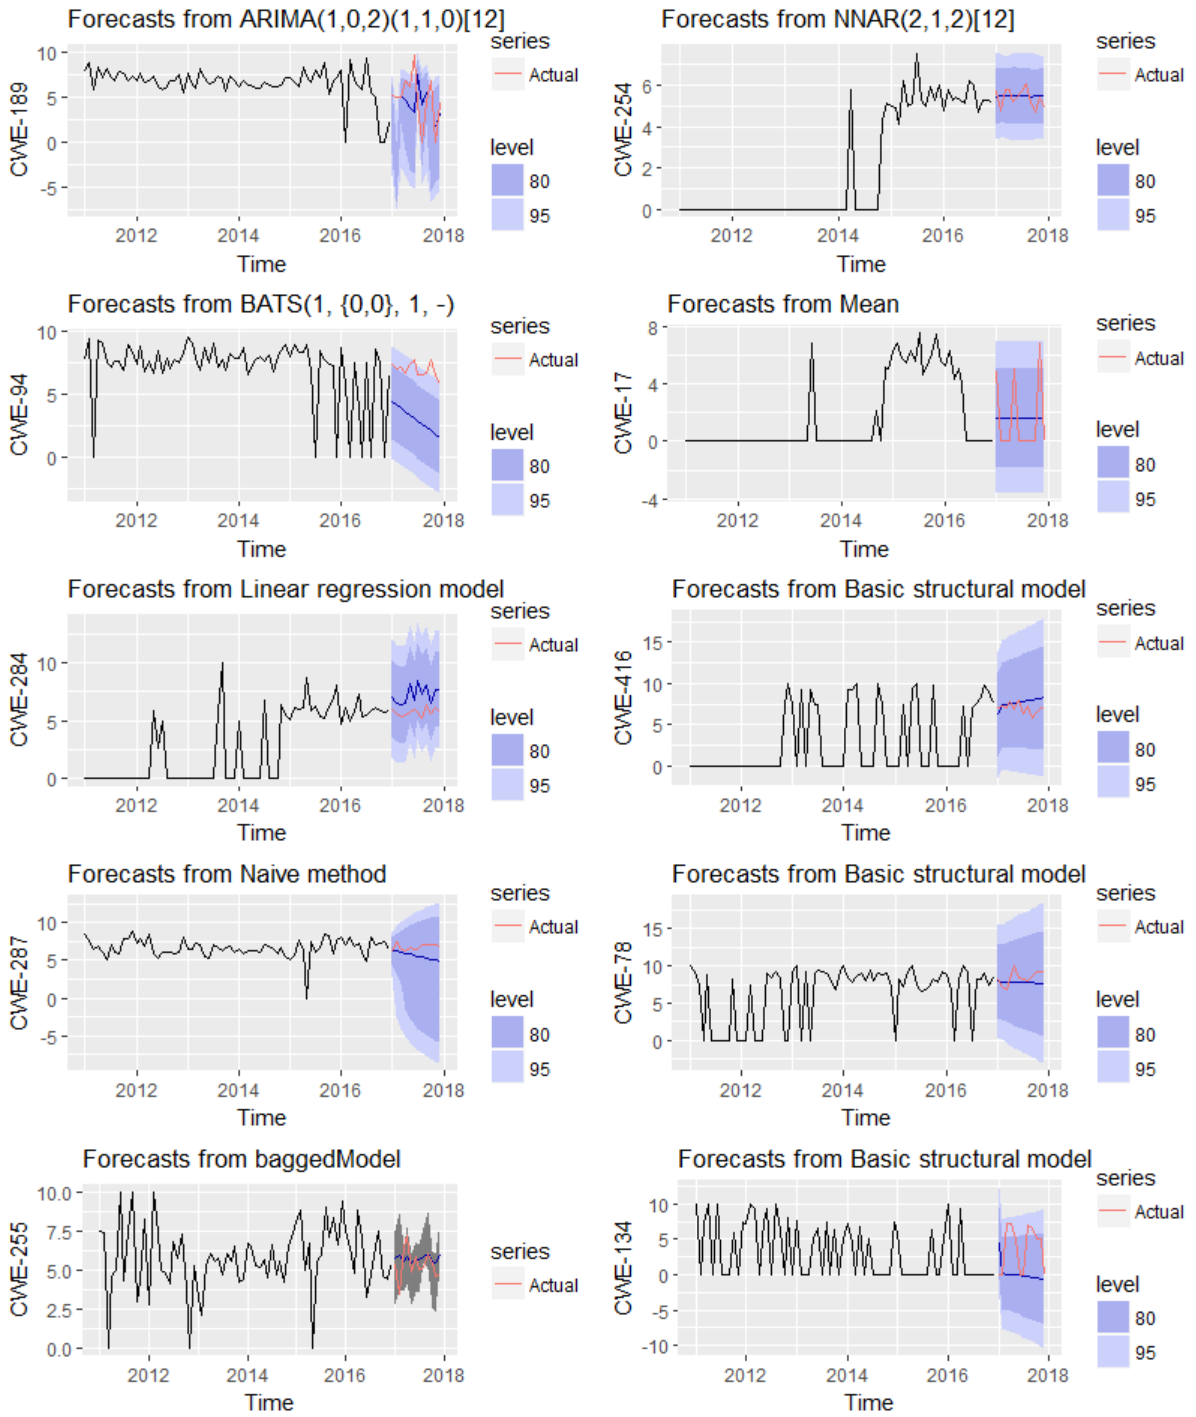 Forecasts from ARIMA(1,0,2)(1,1,0)[12]
CWE-189
10
5
0
-5
2012 2014 2016 2018
Time
series
Actual
level
80
95
Forecasts from NNAR(2,1,2)[12]
CWE-254
6
4
2
0
2012 2014 2016 2018
Time
series
Actual
level
80
95
Forecasts from BATS(1, {0,0}, 1, -)
CWE-94
10
5
0
2012 2014 2016 2018
Time
series
Actual
level
80
95
Forecasts from Mean
CWE-17
8
4
0
-4
2012 2014 2016 2018
Time
series
Actual
level
80
95
Forecasts from Linear regression model
CWE-284
10
5
0
2012 2014 2016 2018
Time
series
Actual
level
80
95
Forecasts from Basic structural model
CWE-416
15
10
5
0
2012 2014 2016 2018
Time
series
Actual
level
80
95
Forecasts from Naive method
CWE-287
10
5
0
-5
2012 2014 2016 2018
Time
series
Actual
level
80
95
Forecasts from Basic structural model
CWE-78
15
10
5
0
2012 2014 2016 2018
Time
series
Actual
level
80
95
Forecasts from baggedModel
CWE-255
10.0
7.5
5.0
2.5
0.0
2012 2014 2016 2018
Time
series
Actual
Forecasts from Basic structural model
CWE-134
10
5
0
-5
-10
2012 2014 2016 2018
Time
series
Actual
level
80
95